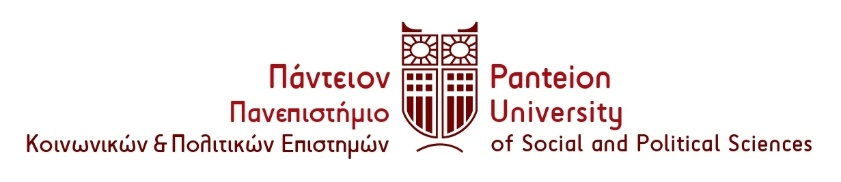 Πάντειον
Πανεπιστήμιο
Κοινωνικών & Πολιτικών Επιστημών
Panteion
University
of Social and Political Sciences